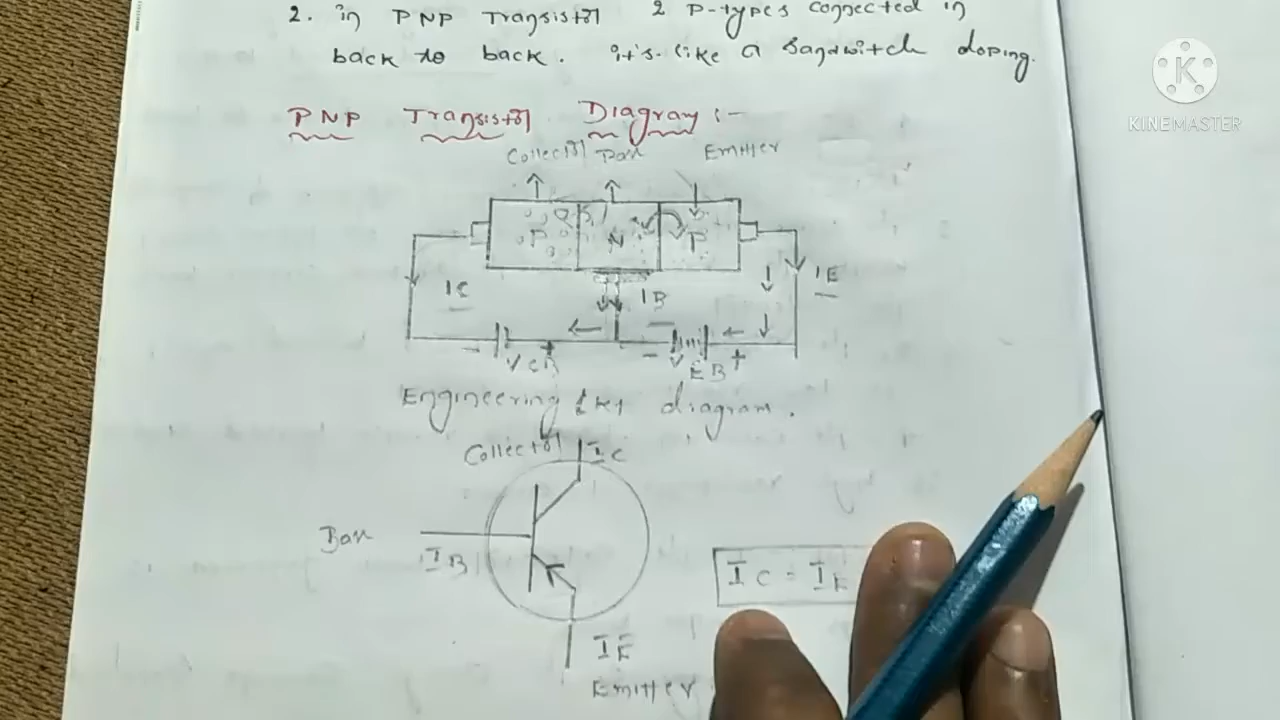 2. in PNP Transistor 2 P-types connected in
back to back. it's like a sandwitch doping.
PNP Transistor Diagram :-
Collector Base Emitter
P N P
IC IB IE
- VCB + - VEB +
Engineering diagram.
Collector IC
Base
IB
IC = IE
IE
Emitter
KINEMASTER